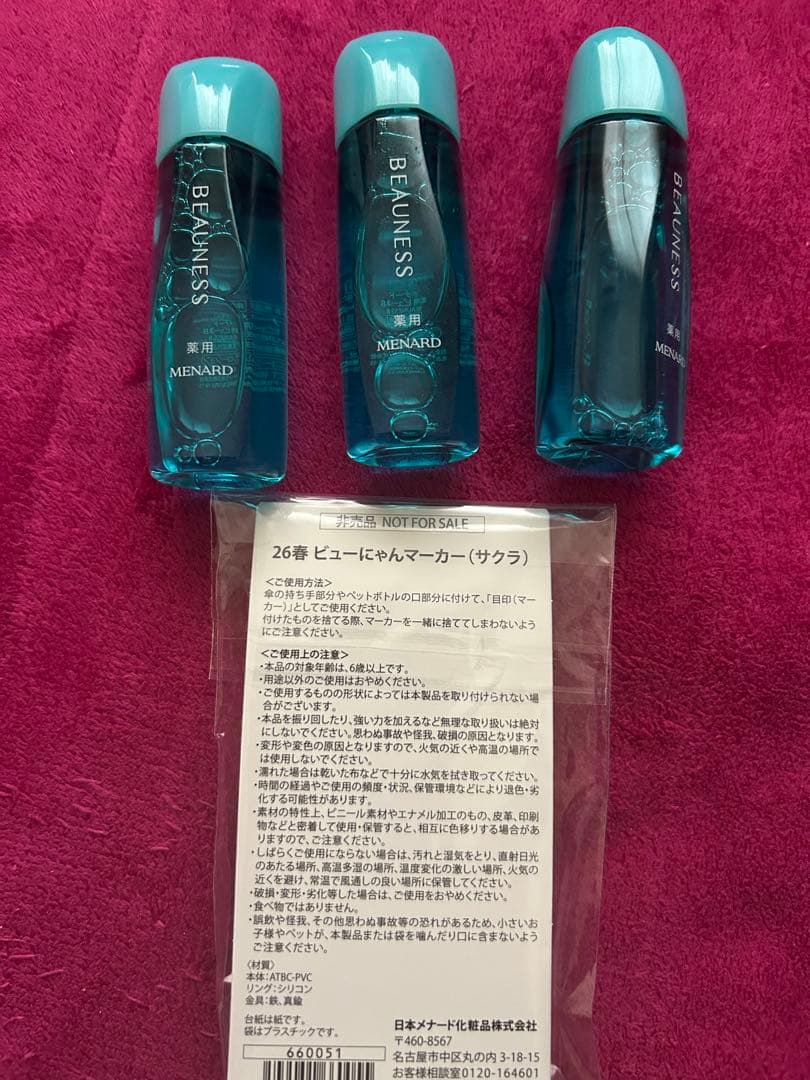 BEAUNESS
薬用
MENARD
BEAUNESS
薬用
MENARD
BEAUNESS
薬用
MENARD
非売品 NOT FOR SALE
26春 ビューにゃんマーカー(サクラ)
<ご使用方法>
傘の持ち手部分やペットボトルの口部分に付けて、「目印(マー
カー)」としてご使用ください。
付けたものを捨てる際、マーカーを一緒に捨ててしまわないよう
にご注意ください。
<ご使用上の注意>
・本品の対象年齢は、6歳以上です。
・用途以外のご使用はおやめください。
・ご使用するものの形状によっては本製品を取り付けられない場
合がございます。
・本品を振り回したり、強い力を加えるなど無理な取り扱いは絶対
にしないでください。思わぬ事故や怪我、破損の原因となります。
・変形や変色の原因となりますので、火気の近くや高温の場所で
は使用しないでください。
・濡れた場合は乾いた布などで十分に水気を拭き取ってください。
・時間の経過やご使用の頻度・状況、保管環境などにより退色・劣
化する可能性があります。
・素材の特性上、ビニール素材やエナメル加工のもの、皮革、印刷
物などと密着して使用・保管すると、相互に色移りする場合があ
りますので、ご注意ください。
・しばらくご使用にならない場合は、汚れと湿気をとり、直射日光
のあたる場所、高温多湿の場所、温度変化の激しい場所、火気の
近くを避け、常温で風通しの良い場所に保管してください。
・破損・変形・劣化等した場合は、ご使用をおやめください。
・食べ物ではありません。
・誤飲や怪我、その他思わぬ事故等の恐れがあるため、小さいお
子様やペットが、本製品または袋を噛んだり口に含まないよう
ご注意ください。
〈材質〉
本体:ATBC-PVC
リング:シリコン
金具:鉄、真鍮
台紙は紙です。
袋はプラスチックです。
日本メナード化粧品株式会社
〒460-8567
名古屋市中区丸の内 3-18-15
お客様相談室0120-164601
660051